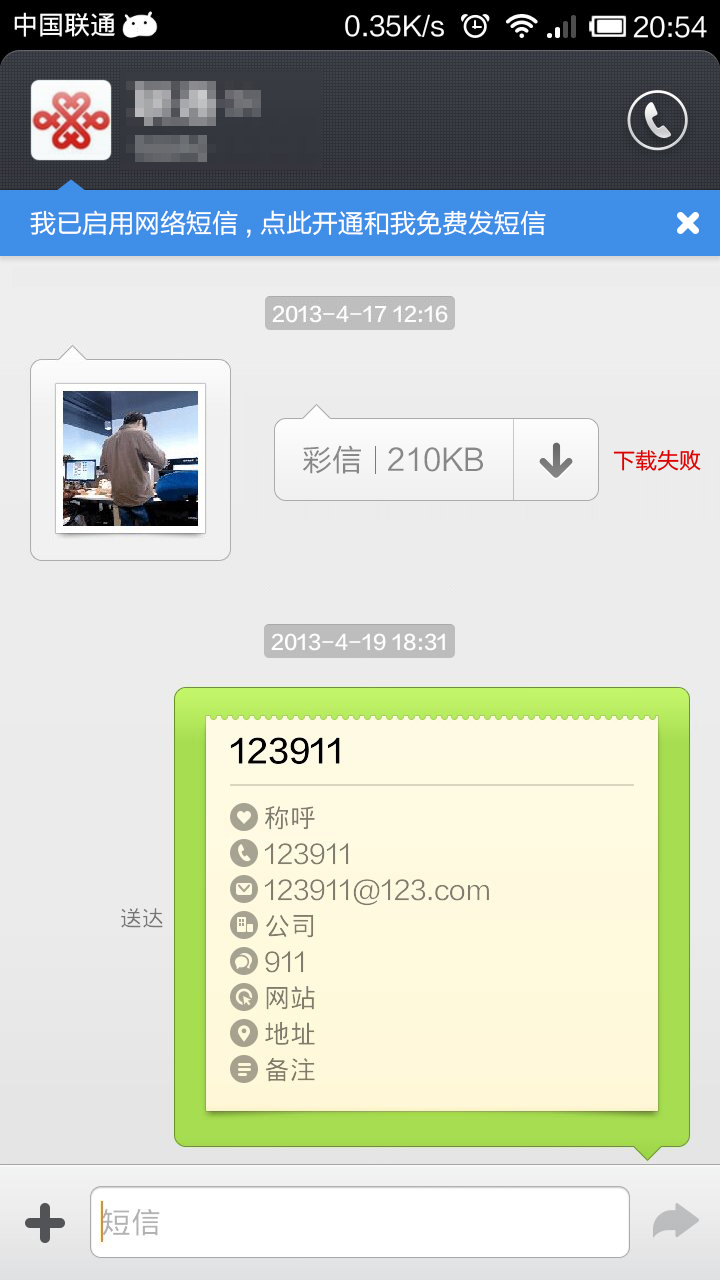 中国联通 0.35K/s 20:54
我已启用网络短信，点此开通和我免费发短信
2013-4-17 12:16
彩信 | 210KB 下载失败
2013-4-19 18:31
123911
称呼
123911
123911@123.com
送达 公司
911
网站
地址
备注
短信